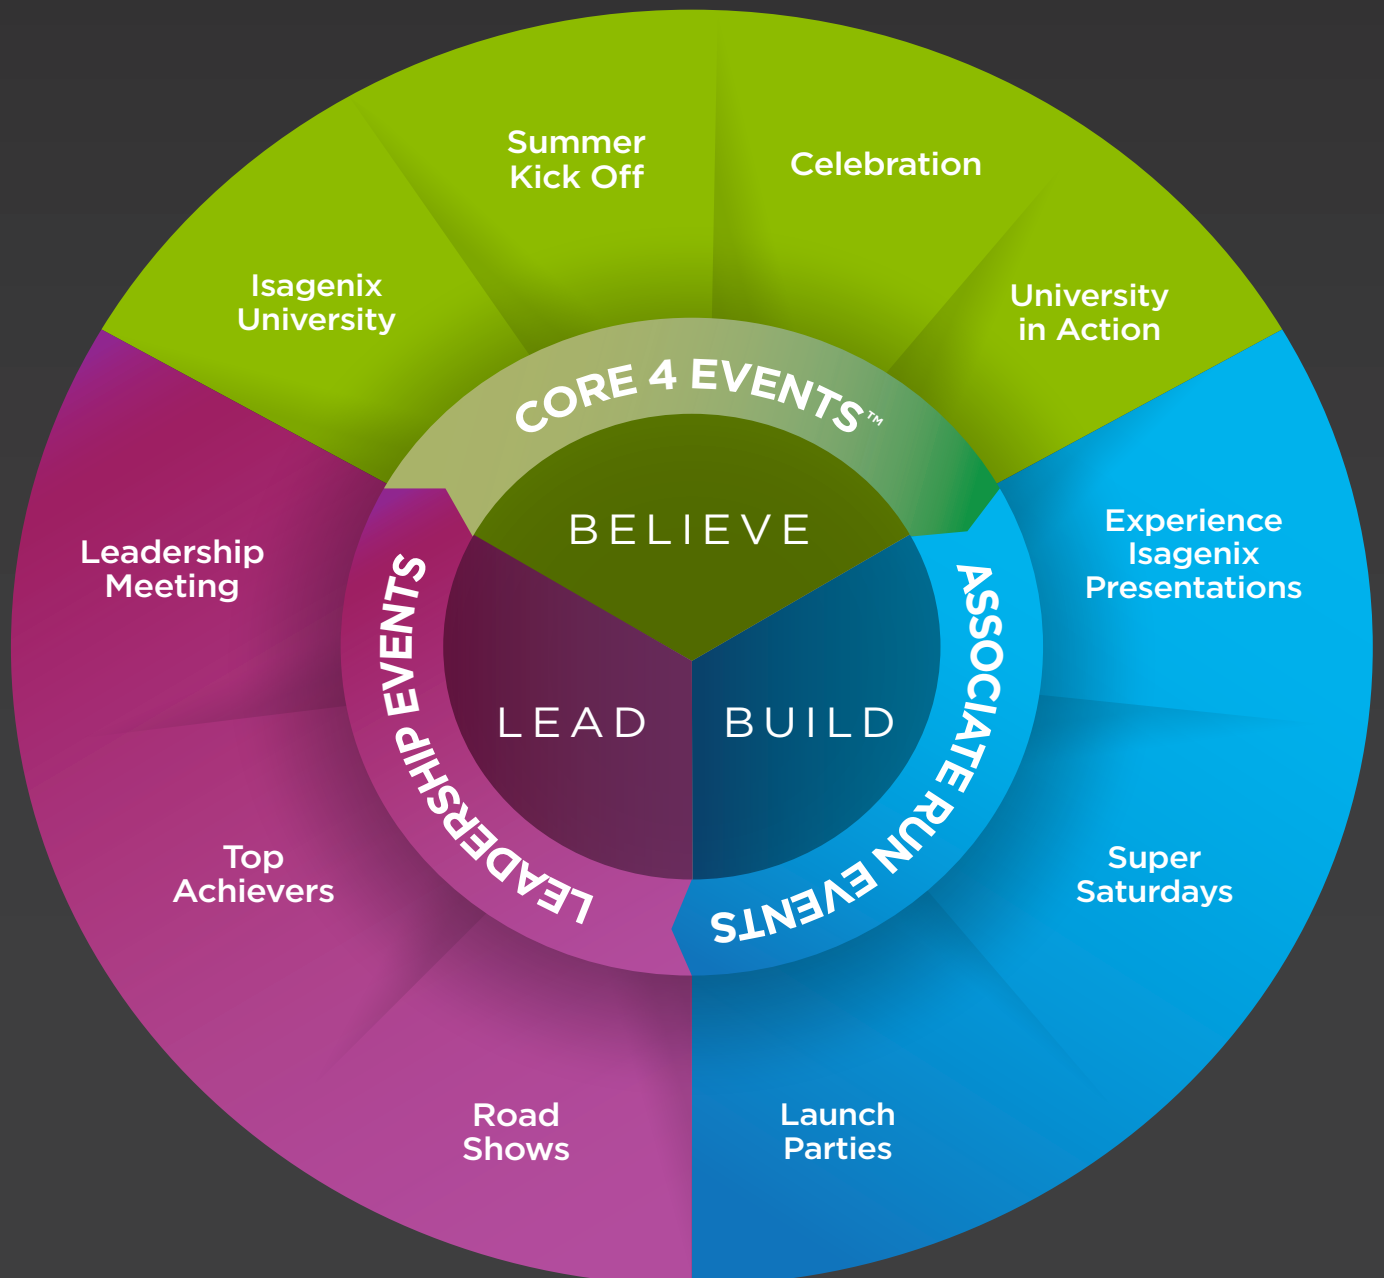 Summer
Kick Off
Celebration
Isagenix
University
University
in Action
CORE 4 EVENTS™
BELIEVE
Experience
Isagenix
Presentations
Leadership
Meeting
LEADERSHIP EVENTS
ASSOCIATE RUN EVENTS
LEAD
BUILD
Top
Achievers
Super
Saturdays
Road
Shows
Launch
Parties